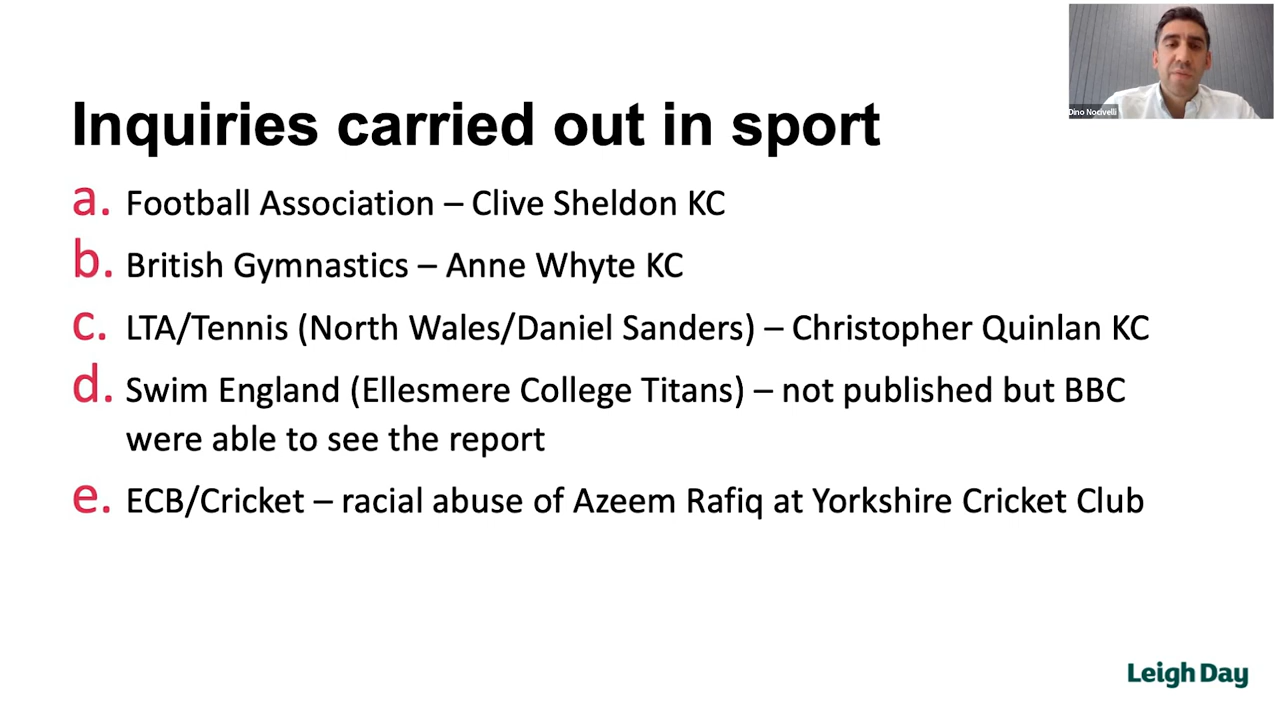 Dino Nocivelli
Inquiries carried out in sport
a. Football Association – Clive Sheldon KC
b. British Gymnastics – Anne Whyte KC
c. LTA/Tennis (North Wales/Daniel Sanders) – Christopher Quinlan KC
d. Swim England (Ellesmere College Titans) – not published but BBC
were able to see the report
e. ECB/Cricket – racial abuse of Azeem Rafiq at Yorkshire Cricket Club
Leigh Day